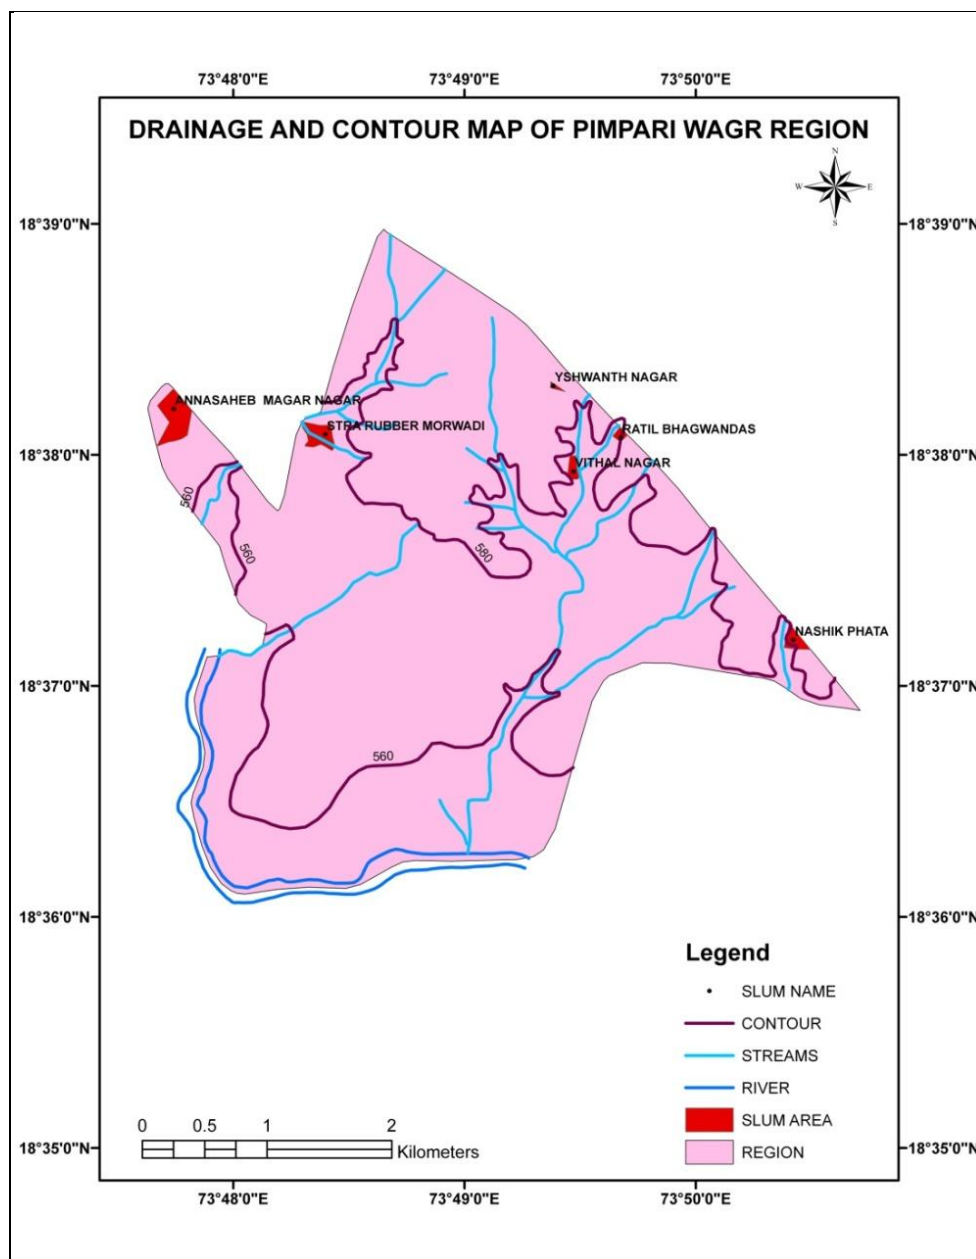 73°48'0"E 73°49'0"E 73°50'0"E
DRAINAGE AND CONTOUR MAP OF PIMPARI WAGR REGION
N
W E
S
18°39'0"N 18°39'0"N
YSHWANTH NAGAR
ANNASAHEB MAGAR NAGAR
STRA RUBBER MORWADI
RATIL BHAGWANDAS
18°38'0"N 18°38'0"N
VITHAL NAGAR
560
560
580
NASHIK PHATA
18°37'0"N 18°37'0"N
560
18°36'0"N 18°36'0"N
Legend
SLUM NAME
CONTOUR
STREAMS
RIVER
SLUM AREA
REGION
0 0.5 1 2
Kilometers
18°35'0"N 18°35'0"N
73°48'0"E 73°49'0"E 73°50'0"E